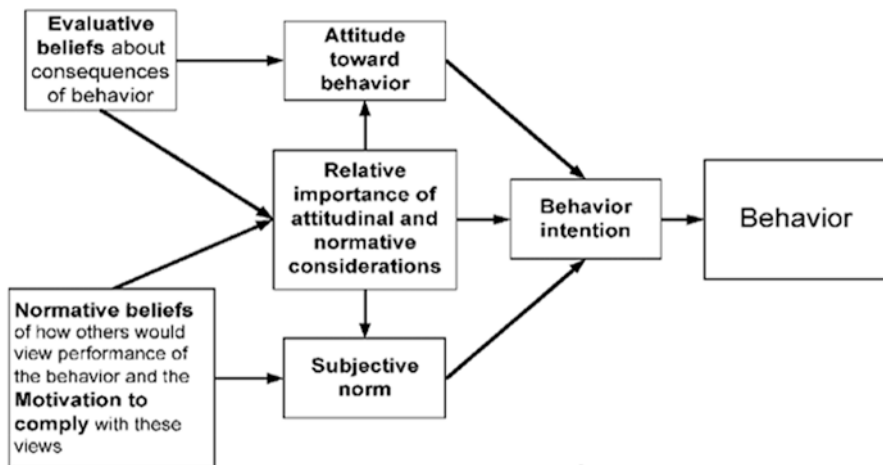 Evaluative
beliefs about
consequences
of behavior
Attitude
toward
behavior
Relative
importance of
attitudinal and
normative
considerations
Behavior
intention
Behavior
Normative beliefs
of how others would
view performance of
the behavior and the
Motivation to
comply with these
views
Subjective
norm